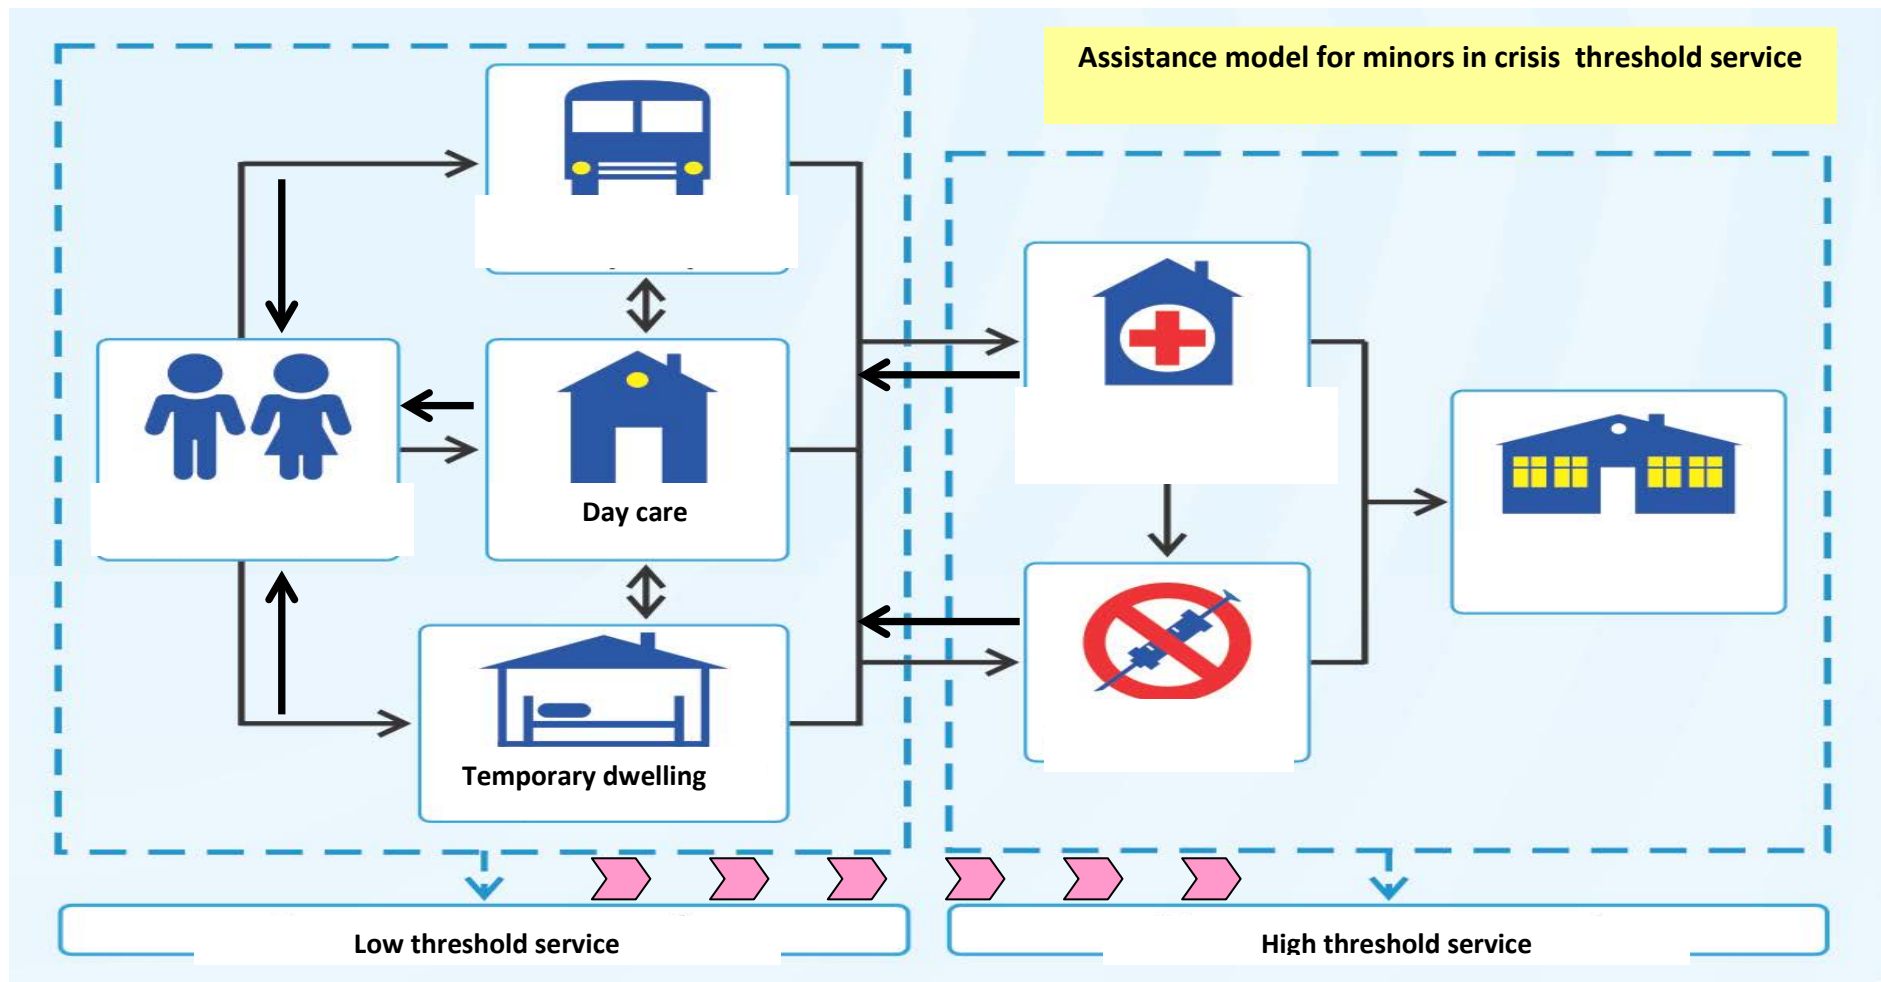 Assistance model for minors in crisis  threshold service
Day care
Temporary dwelling
Low threshold service
High threshold service